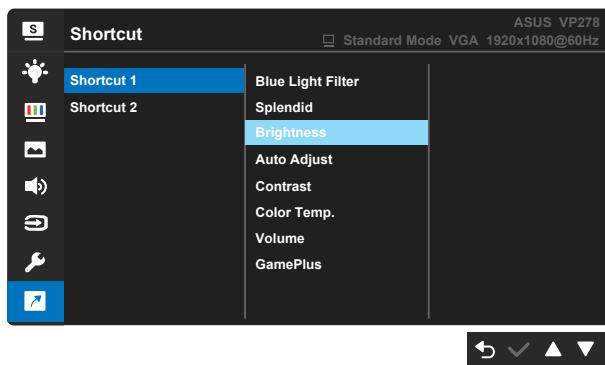 S
Shortcut
ASUS VP278
Standard Mode VGA 1920x1080@60Hz
Shortcut 1
Shortcut 2
Blue Light Filter
Splendid
Brightness
Auto Adjust
Contrast
Color Temp.
Volume
GamePlus